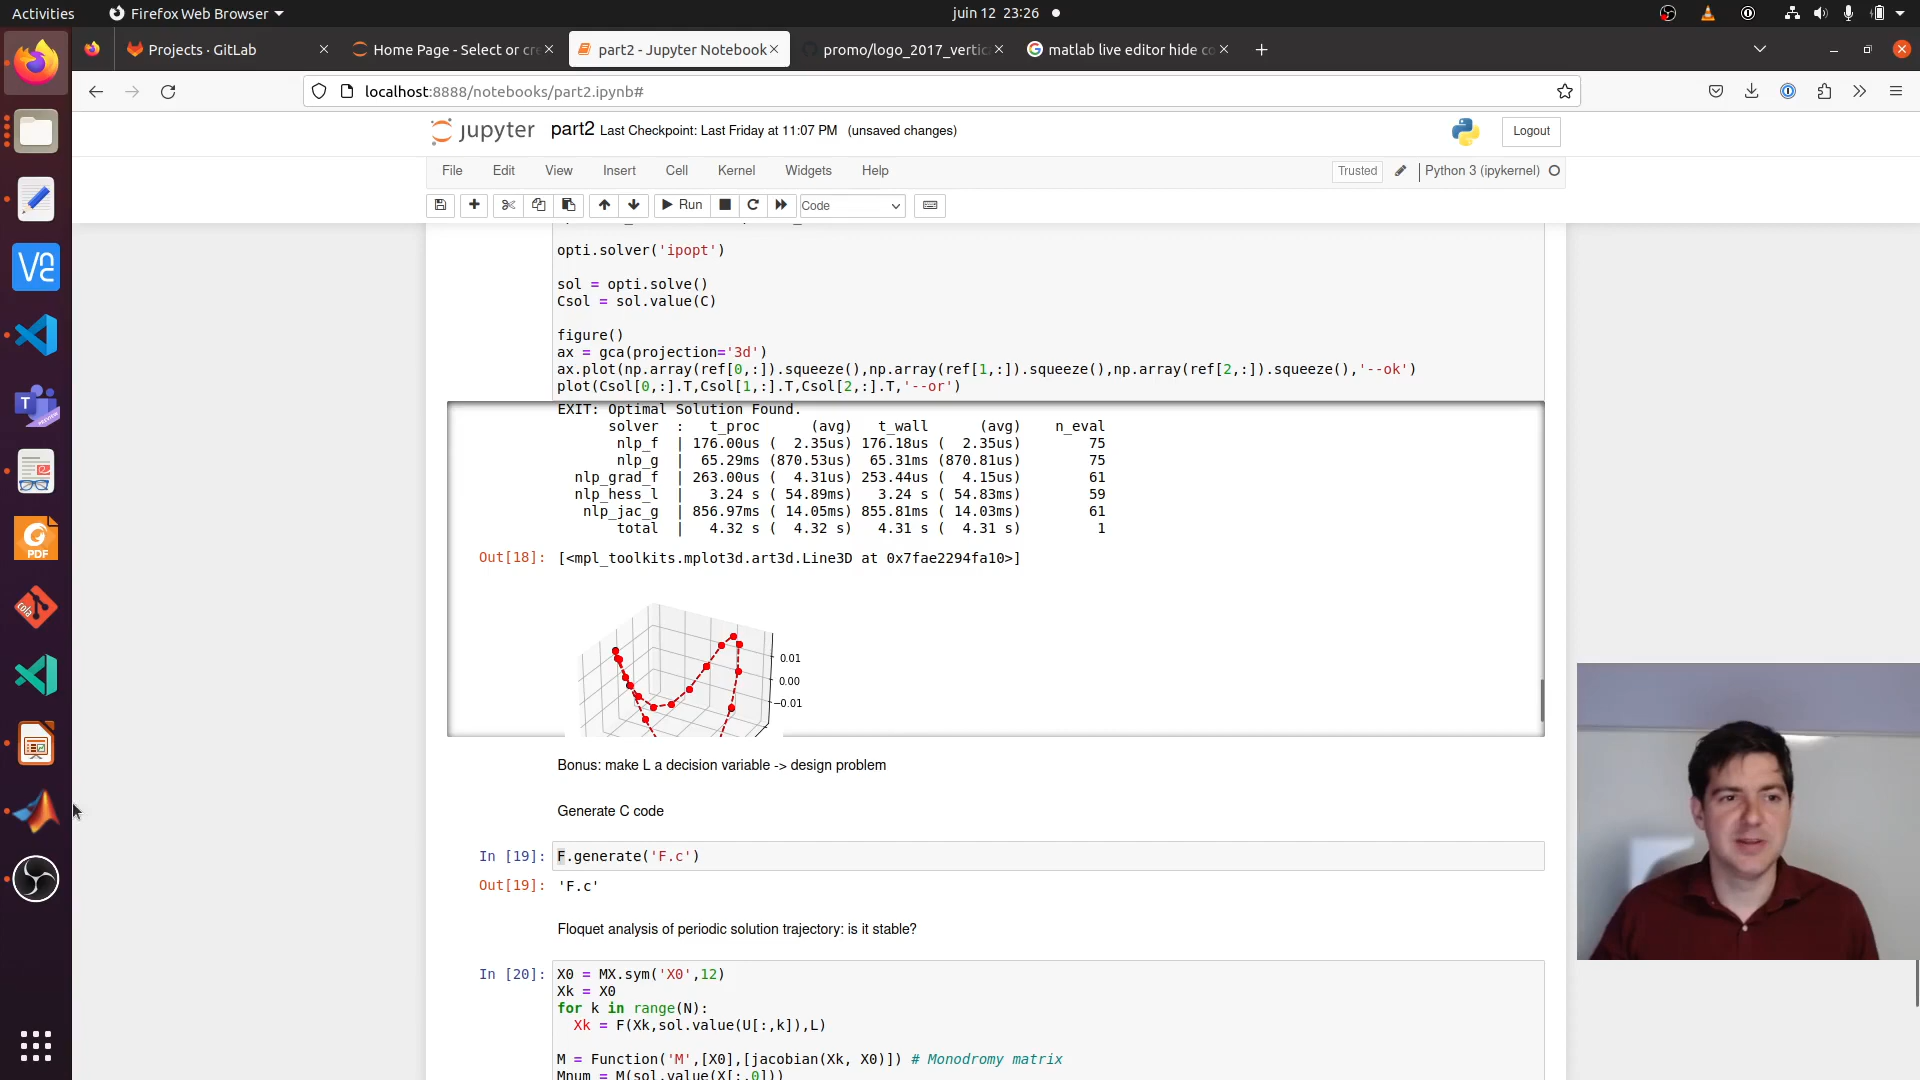 Activities
Firefox Web Browser
juin 12 23:26
Projects · GitLab
Home Page - Select or cre
part2 - Jupyter Notebook
promo/logo_2017_vertic
matlab live editor hide co
localhost:8888/notebooks/part2.ipynb#
jupyter part2 Last Checkpoint: Last Friday at 11:07 PM (unsaved changes)
Logout
File Edit View Insert Cell Kernel Widgets Help
Trusted
Python 3 (ipykernel)
Run
Code
opti.solver('ipopt')
sol = opti.solve()
Csol = sol.value(C)
figure()
ax = gca(projection='3d')
ax.plot(np.array(ref[0,:]).squeeze(),np.array(ref[1,:]).squeeze(),np.array(ref[2,:]).squeeze(),'--ok')
plot(Csol[0,:].T,Csol[1,:].T,Csol[2,:].T,'--or')
EXIT: Optimal Solution Found.
solver : t_proc (avg) t_wall (avg) n_eval
nlp_f | 176.00us ( 2.35us) 176.18us ( 2.35us) 75
nlp_g | 65.29ms (870.53us) 65.31ms (870.81us) 75
nlp_grad_f | 263.00us ( 4.31us) 253.44us ( 4.15us) 61
nlp_hess_l | 3.24 s ( 54.89ms) 3.24 s ( 54.83ms) 59
nlp_jac_g | 856.97ms ( 14.05ms) 855.81ms ( 14.03ms) 61
total | 4.32 s ( 4.32 s) 4.31 s ( 4.31 s) 1
Out[18]: [<mpl_toolkits.mplot3d.art3d.Line3D at 0x7fae2294fa10>]
0.01
0.00
−0.01
Bonus: make L a decision variable -> design problem
Generate C code
In [19]: F.generate('F.c')
Out[19]: 'F.c'
Floquet analysis of periodic solution trajectory: is it stable?
In [20]: X0 = MX.sym('X0',12)
Xk = X0
for k in range(N):
Xk = F(Xk,sol.value(U[:,k]),L)
M = Function('M',[X0],[jacobian(Xk, X0)]) # Monodromy matrix
Mnum = M(sol.value(X[:,0]))
PDF
cola